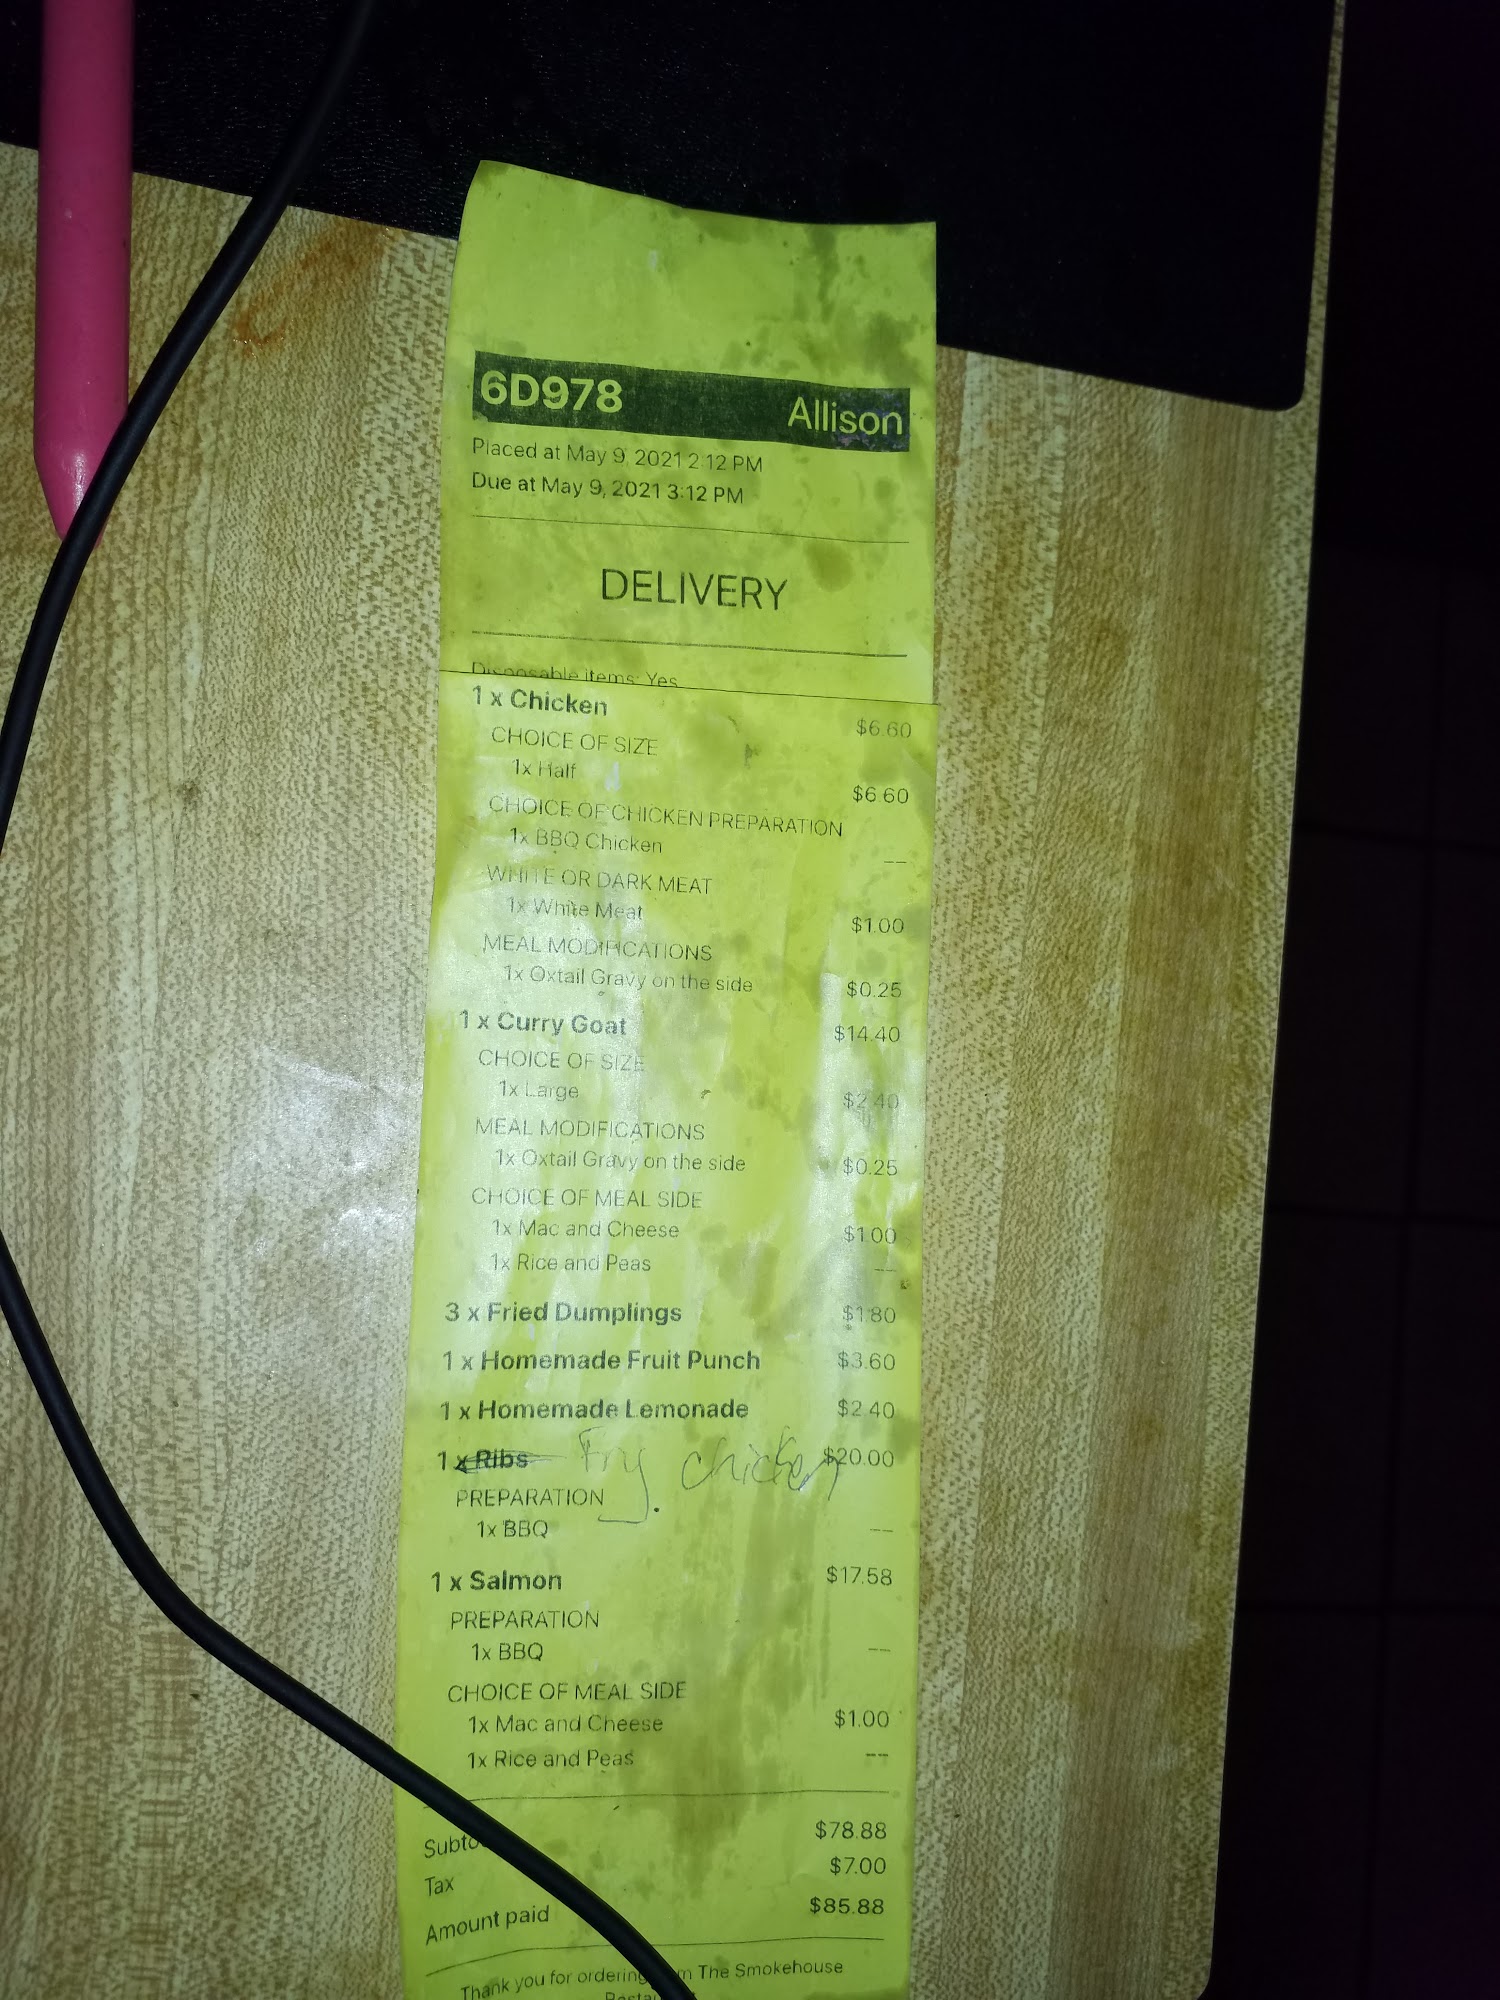 6D978 Allison
Placed at May 9, 2021 2:12 PM
Due at May 9, 2021 3:12 PM
DELIVERY
Disposable items: Yes
1 x Chicken $6.60
CHOICE OF SIZE
1x Half $6.60
CHOICE OF CHICKEN PREPARATION
1x BBQ Chicken --
WHITE OR DARK MEAT
1x White Meat $1.00
MEAL MODIFICATIONS
1x Oxtail Gravy on the side $0.25
1 x Curry Goat $14.40
CHOICE OF SIZE
1x Large $2.40
MEAL MODIFICATIONS
1x Oxtail Gravy on the side $0.25
CHOICE OF MEAL SIDE
1x Mac and Cheese $1.00
1x Rice and Peas --
3 x Fried Dumplings $1.80
1 x Homemade Fruit Punch $3.60
1 x Homemade Lemonade $2.40
1 x Ribs Fry chicken $20.00
PREPARATION
1x BBQ --
1 x Salmon $17.58
PREPARATION
1x BBQ --
CHOICE OF MEAL SIDE
1x Mac and Cheese $1.00
1x Rice and Peas --
Subto $78.88
Tax $7.00
Amount paid $85.88
Thank you for ordering m The Smokehouse